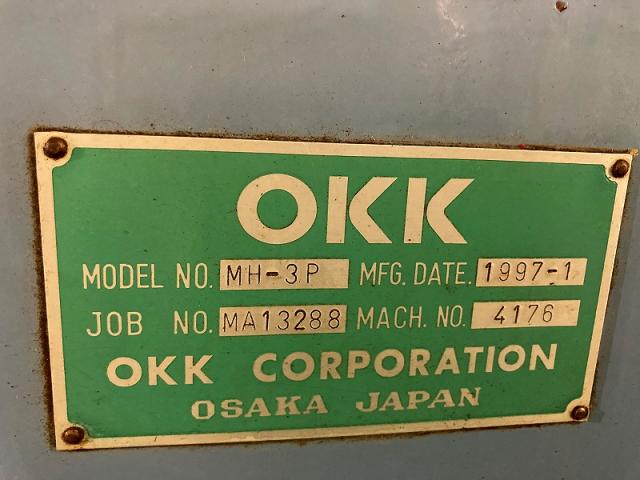 OKK
MODEL NO. MH-3P MFG. DATE. 1997-1
JOB NO. MA13288 MACH. NO. 4176
OKK CORPORATION
OSAKA JAPAN